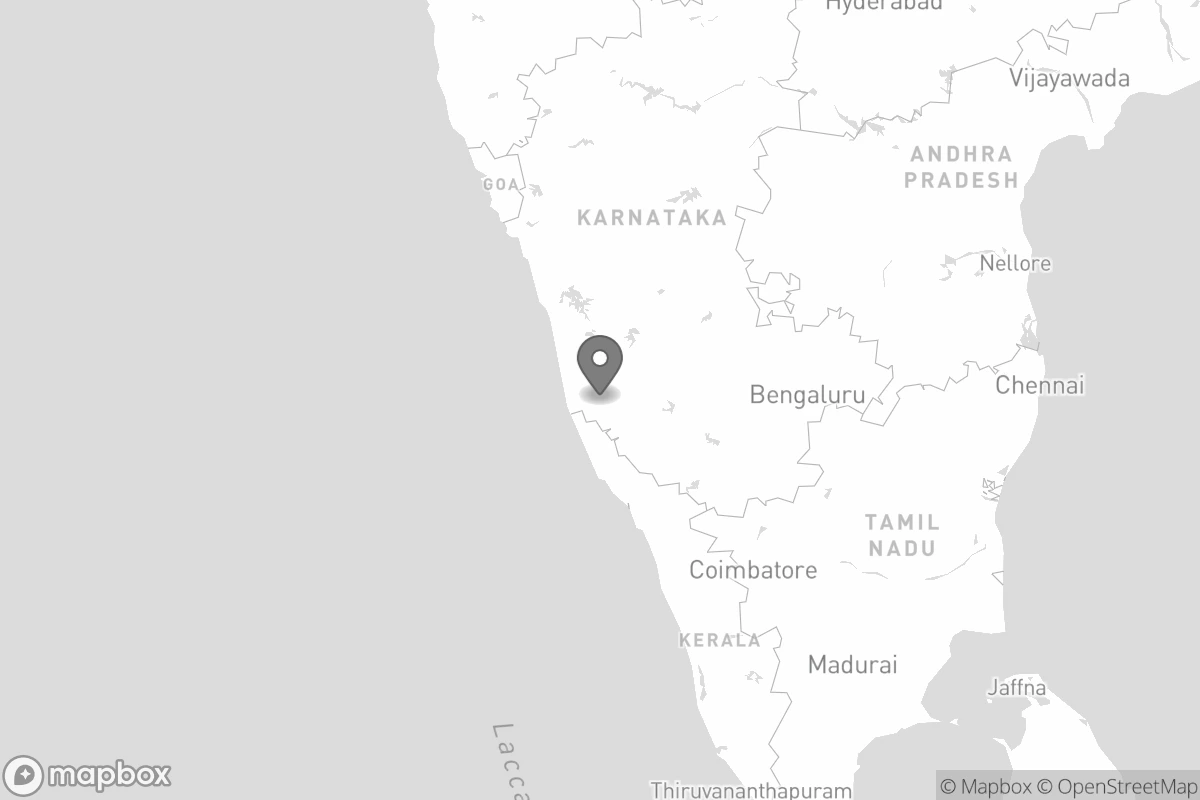 Hyderabad
Vijayawada
ANDHRA
PRADESH
GOA
KARNATAKA
Nellore
Chennai
Bengaluru
TAMIL
NADU
Coimbatore
KERALA
Madurai
Jaffna
Lacca
Thiruvananthapuram
mapbox
© Mapbox © OpenStreetMap